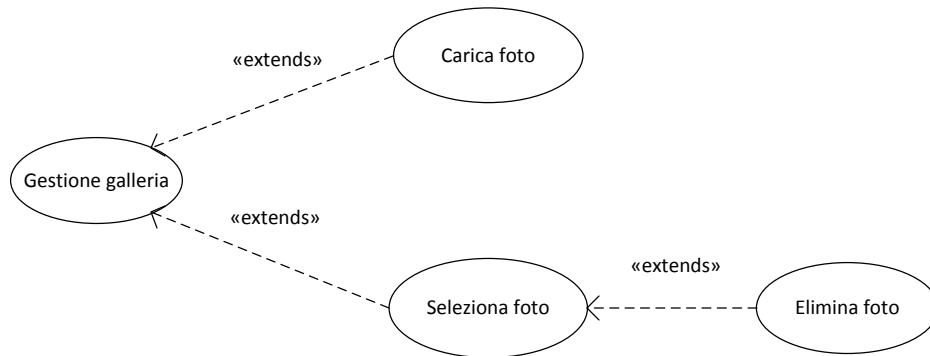 Carica foto
«extends»
Gestione galleria
«extends»
«extends»
Seleziona foto
Elimina foto